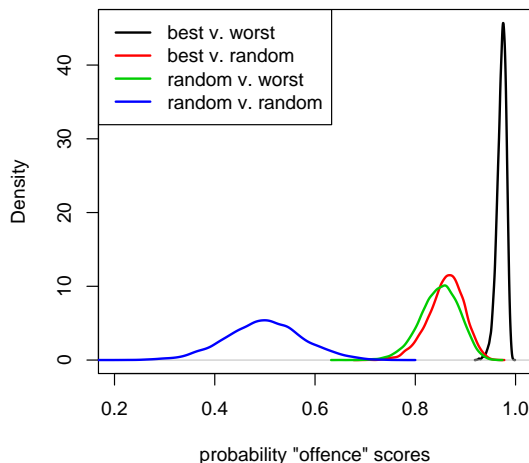 best v. worst
best v. random
random v. worst
random v. random
Density
40
30
20
10
0
0.2 0.4 0.6 0.8 1.0
probability "offence" scores